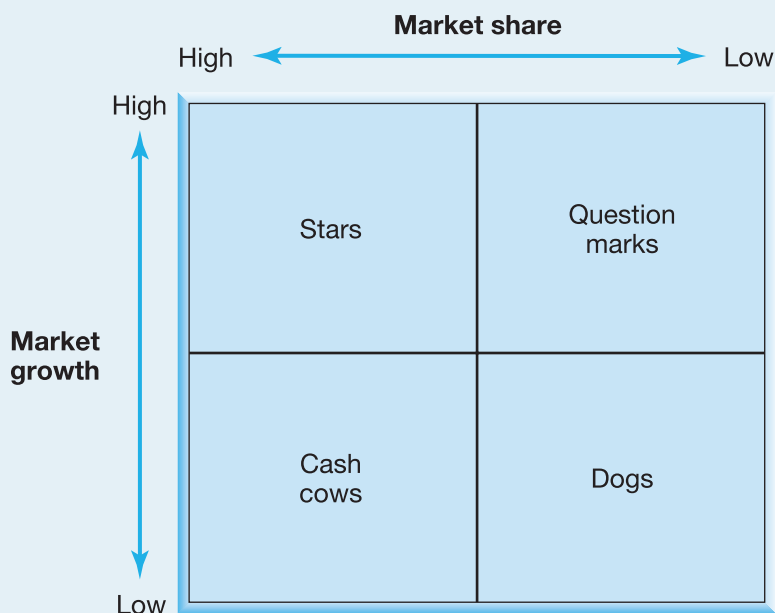 Market share
High
Low
High
Stars
Question
marks
Market
growth
Cash
cows
Dogs
Low